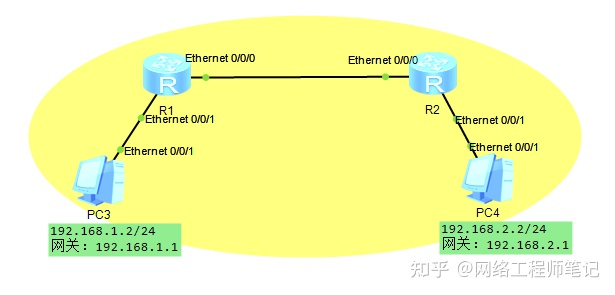 Ethernet 0/0/0
Ethernet 0/0/0
R
R
R1
R2
Ethernet 0/0/1
Ethernet 0/0/1
Ethernet 0/0/1
Ethernet 0/0/1
PC3
PC4
192.168.1.2/24
网关：192.168.1.1
192.168.2.2/24
网关：192.168.2.1
知乎 @网络工程师笔记